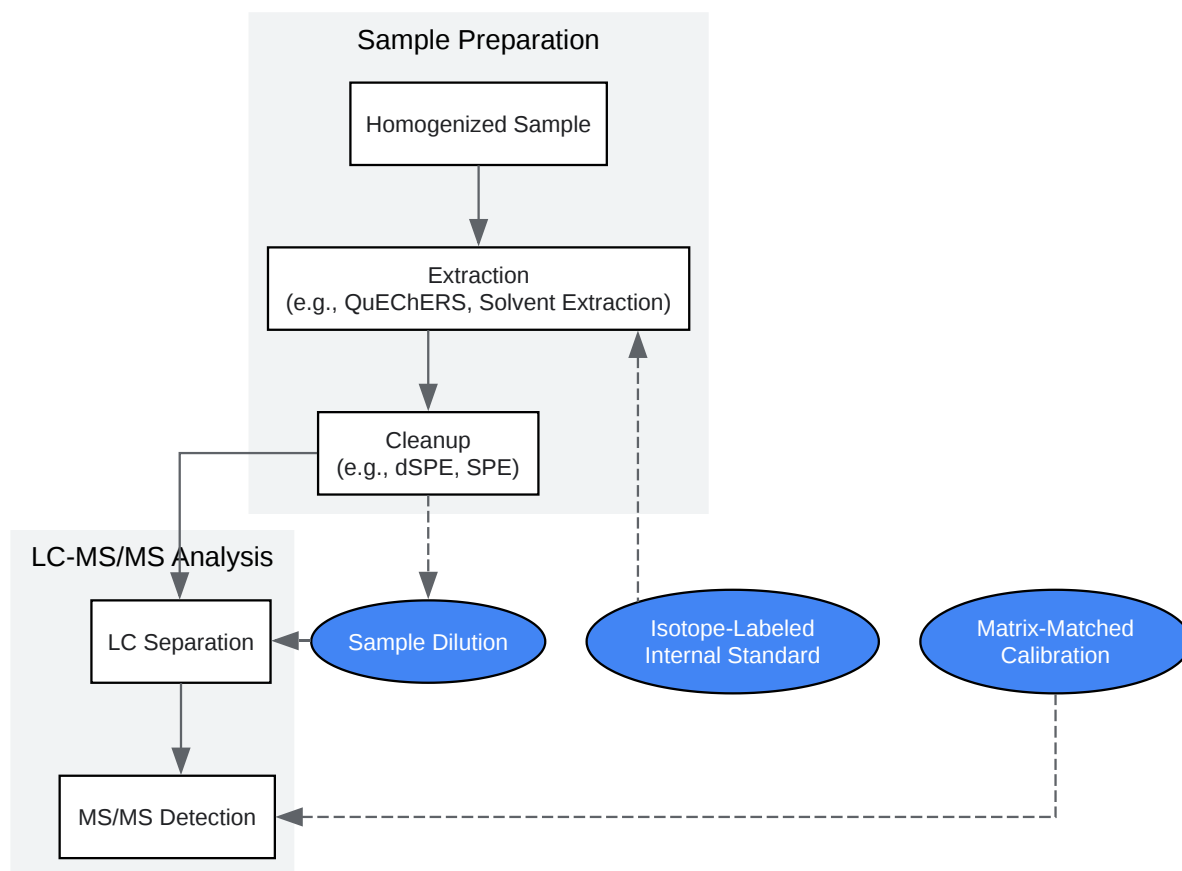 Sample Preparation
Homogenized Sample
Extraction
(e.g., QuEChERS, Solvent Extraction)
Cleanup
(e.g., dSPE, SPE)
LC-MS/MS Analysis
LC Separation
Sample Dilution
Isotope-Labeled
Internal Standard
Matrix-Matched
Calibration
MS/MS Detection